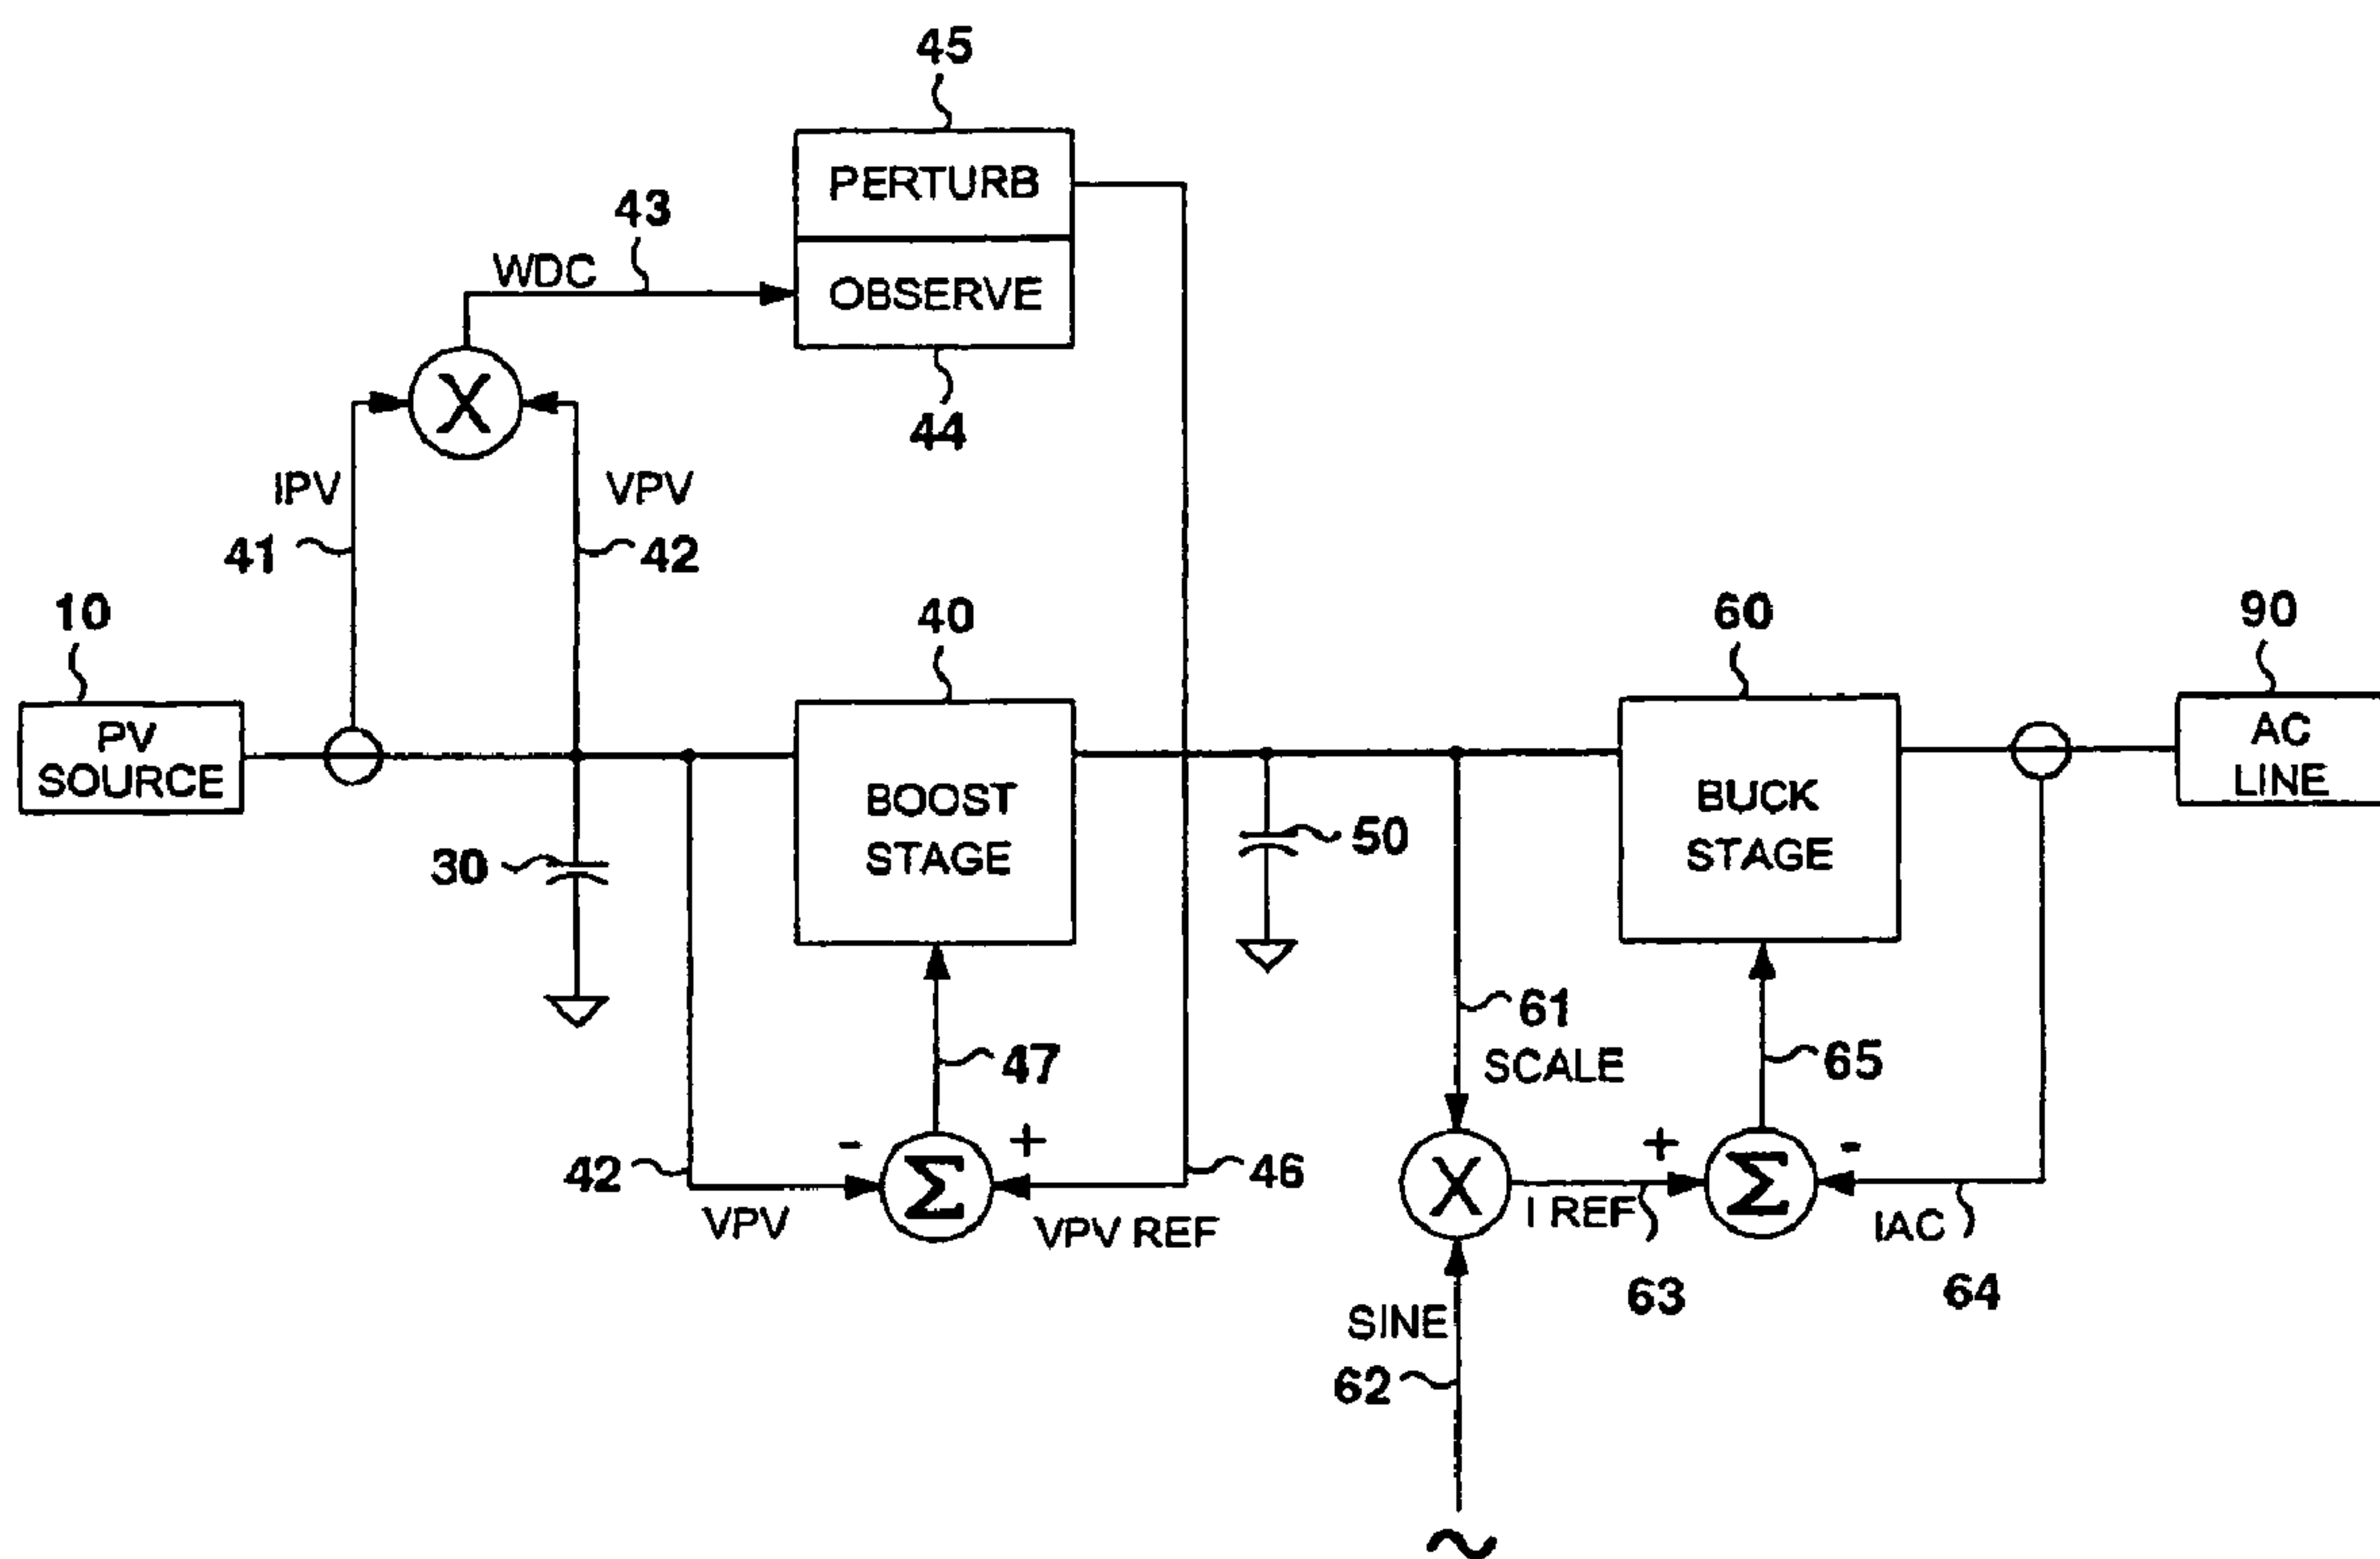 45
PERTURB
43
WDC
OBSERVE
X
44
IPV
VPV
41
42
10
40
60
90
PV
SOURCE
BOOST
STAGE
BUCK
STAGE
AC
LINE
30
50
61
SCALE
47
65
-
+
+
-
42
Σ
46
X
Σ
VPV
VPV REF
I REF
IAC
63
64
SINE
62
~